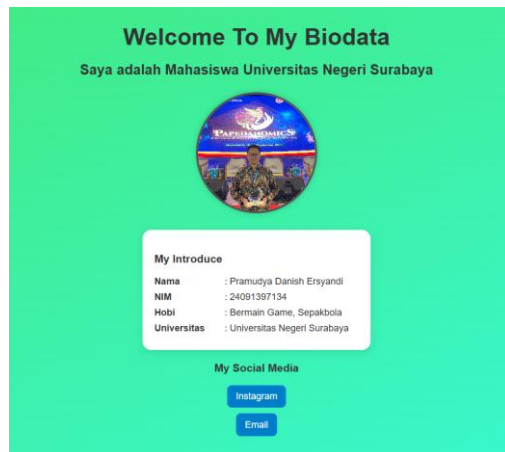 Welcome To My Biodata
Saya adalah Mahasiswa Universitas Negeri Surabaya
PAPEDANOMICS
My Introduce
Nama : Pramudya Danish Ersyandi
NIM : 24091397134
Hobi : Bermain Game, Sepakbola
Universitas : Universitas Negeri Surabaya
My Social Media
Instagram
Email